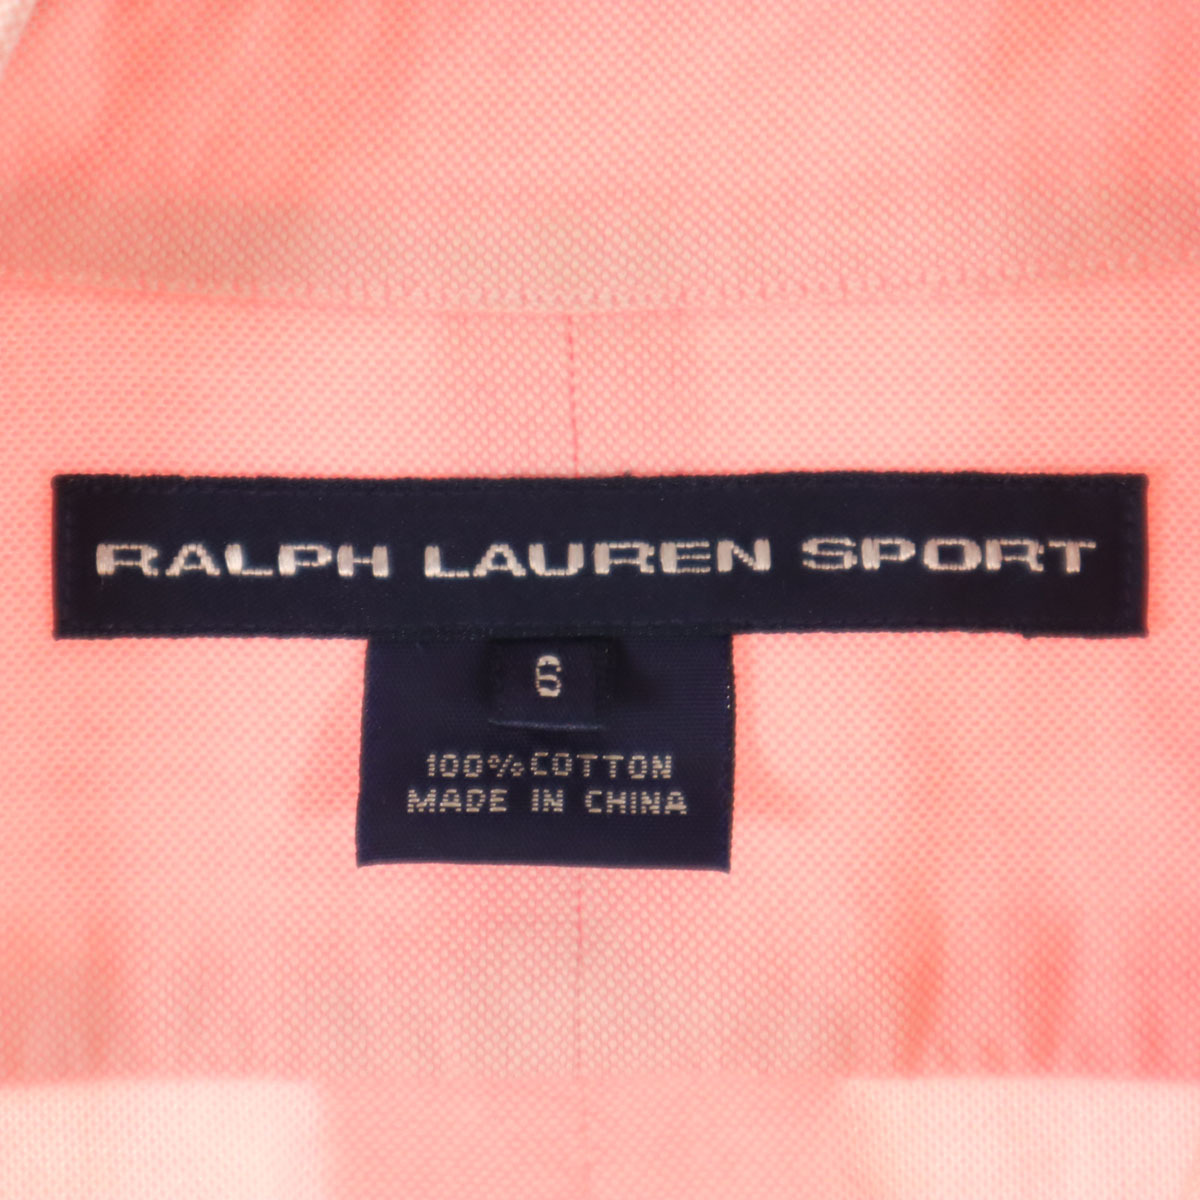 RALPH LAUREN SPORT
6
100% COTTON
MADE IN CHINA